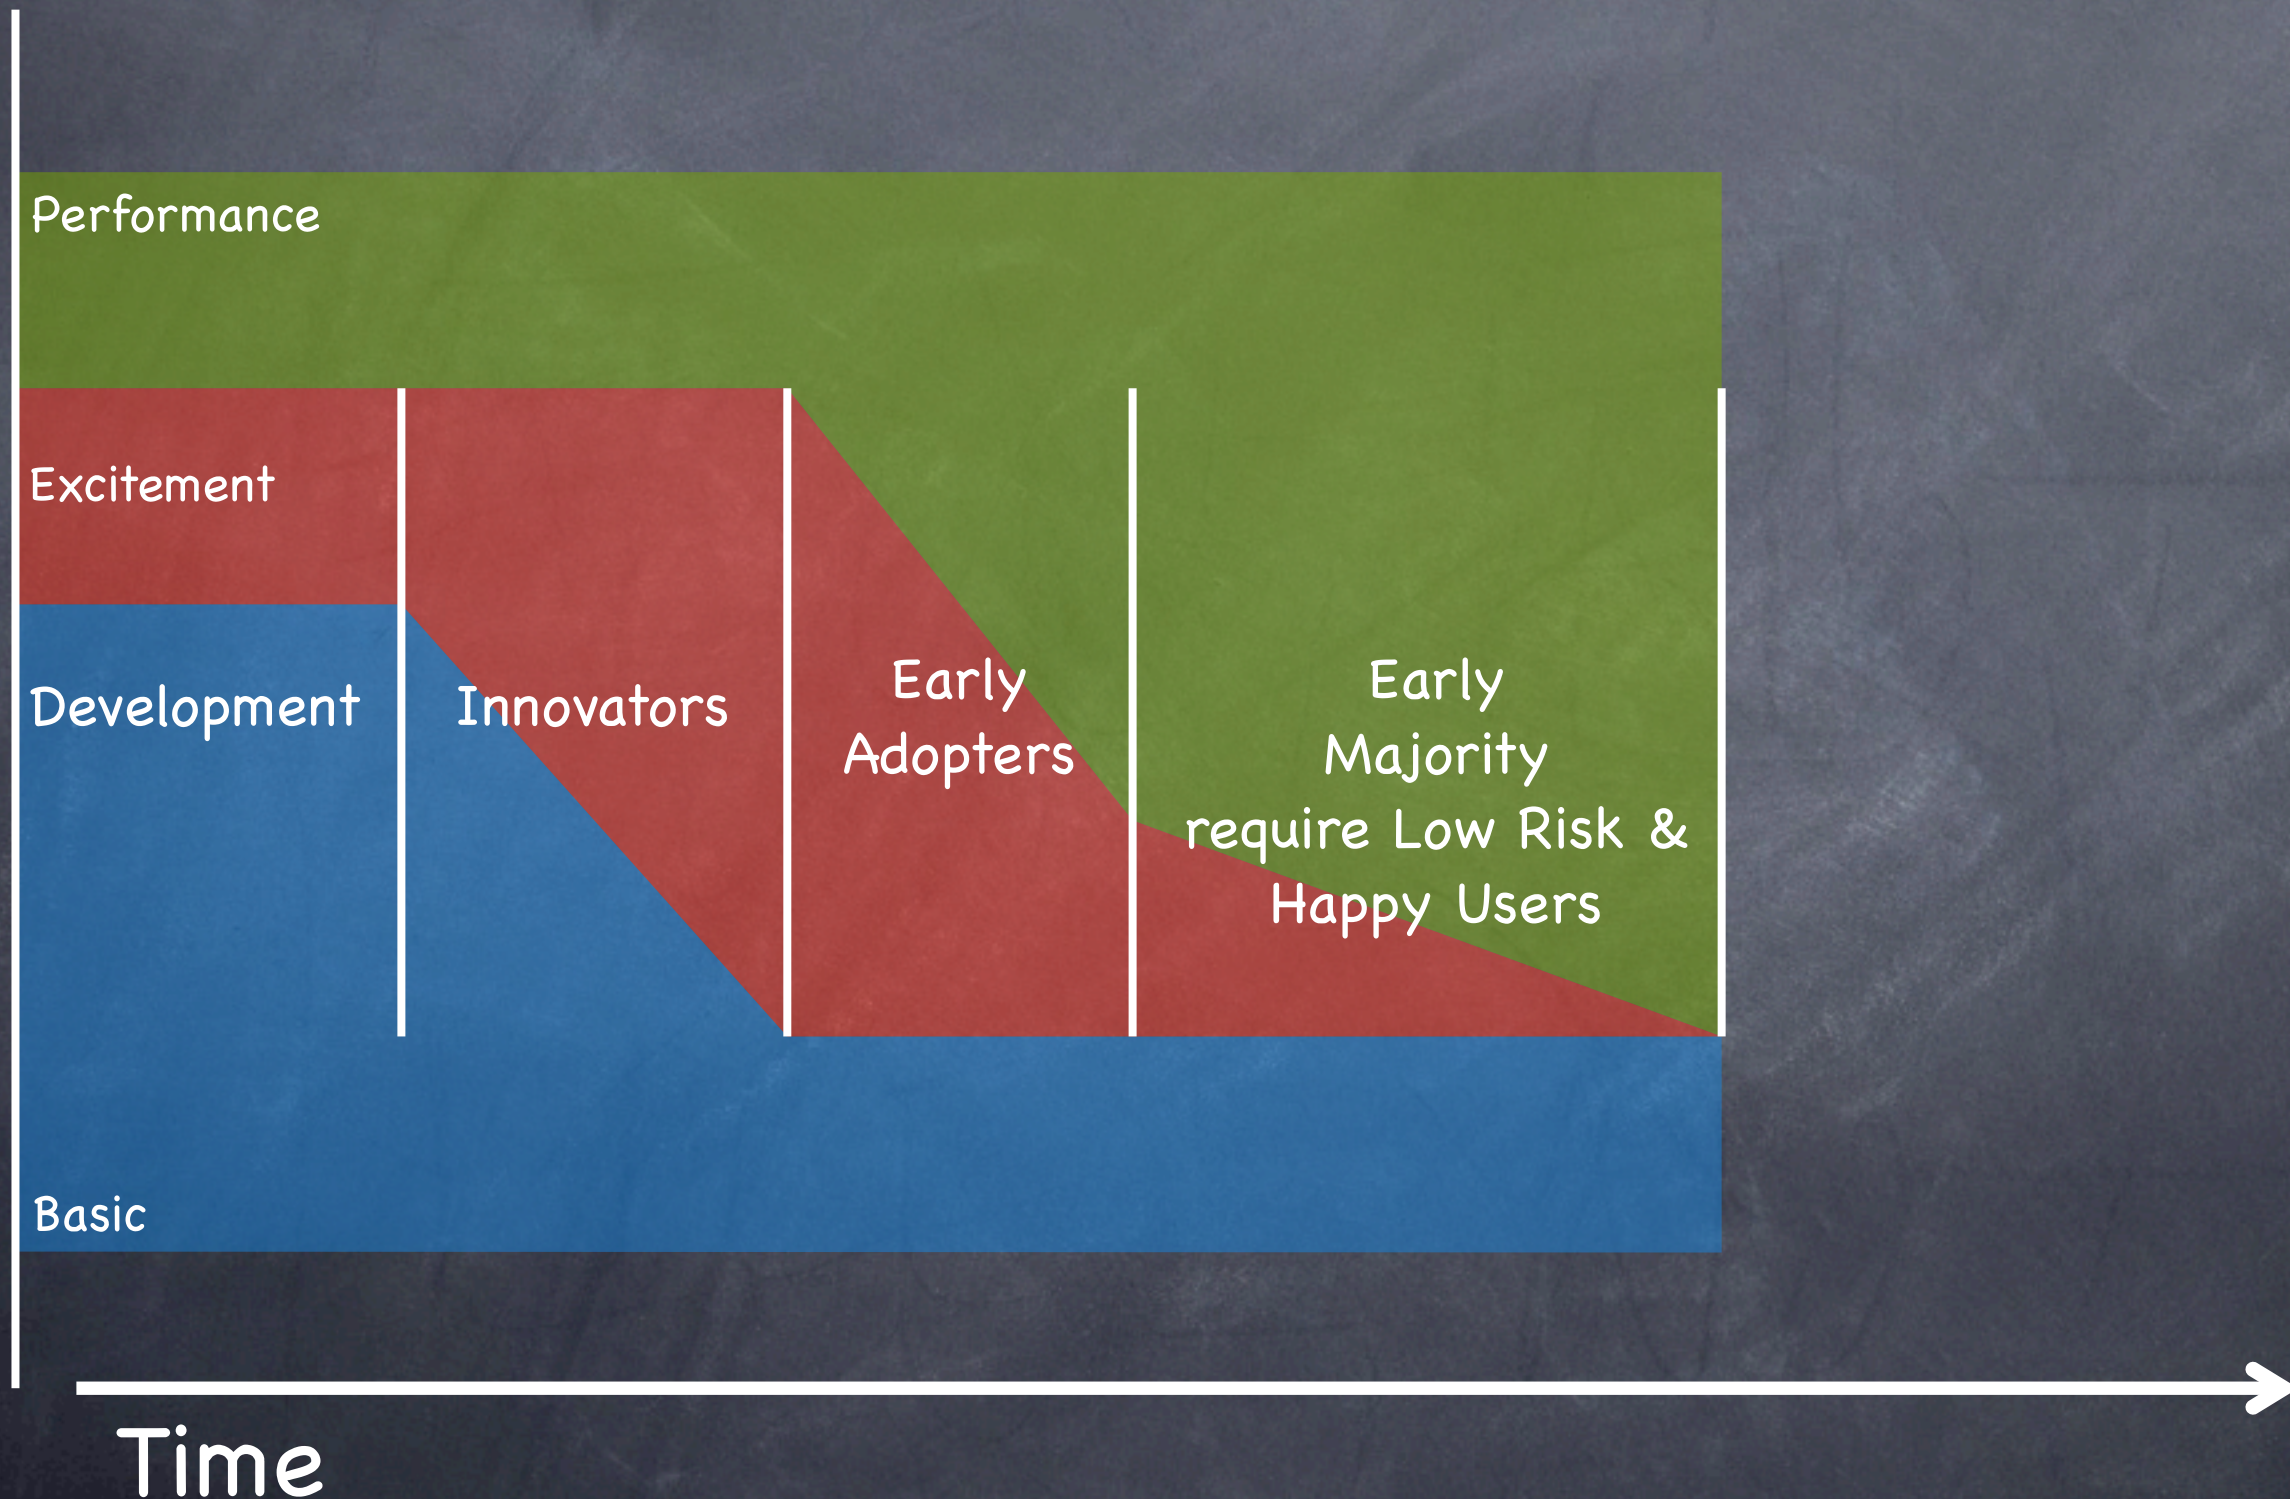 Performance
Excitement
Development
Innovators
Early
Adopters
Early
Majority
require Low Risk &
Happy Users
Basic
Time